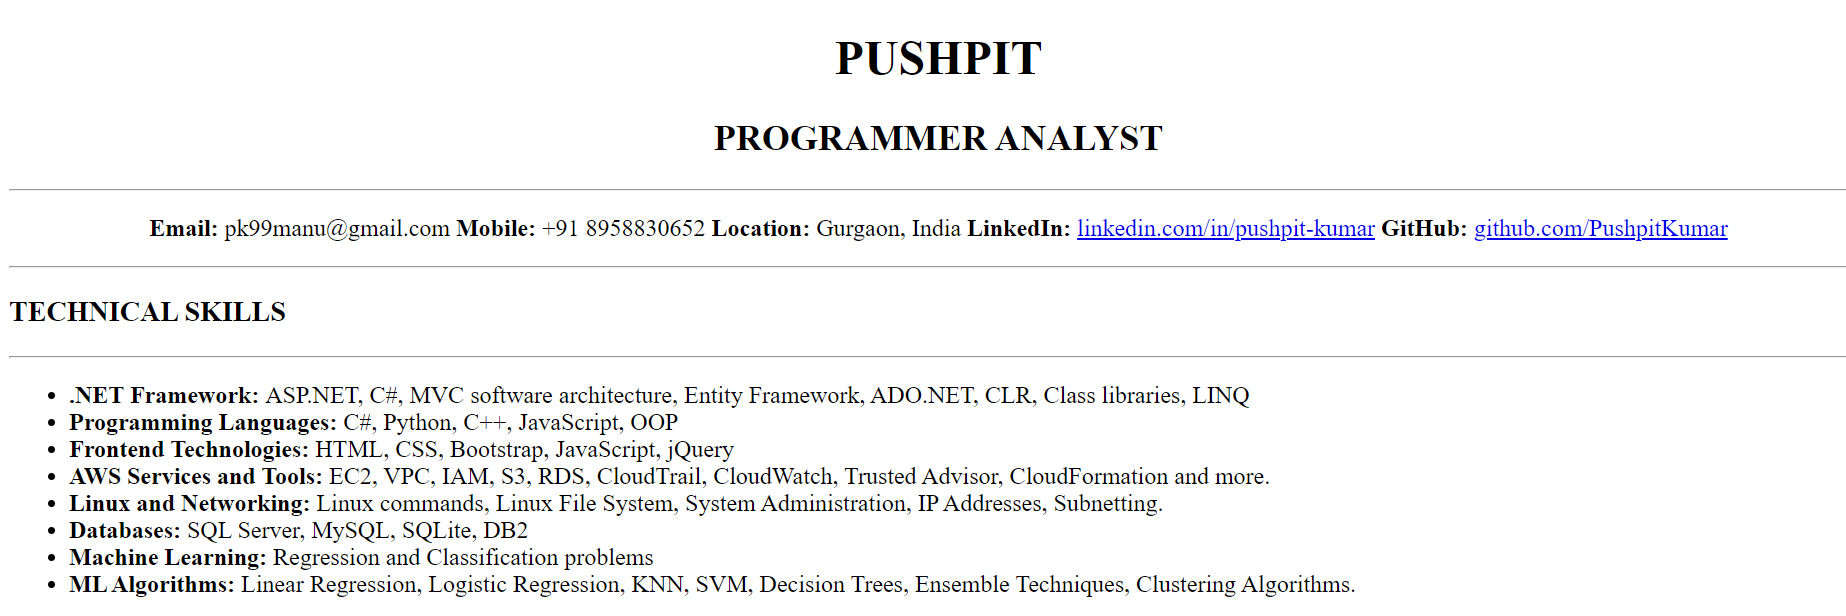 PUSHPIT
PROGRAMMER ANALYST
Email: pk99manu@gmail.com Mobile: +91 8958830652 Location: Gurgaon, India LinkedIn: linkedin.com/in/pushpit-kumar GitHub: github.com/PushpitKumar
TECHNICAL SKILLS
• .NET Framework: ASP.NET, C#, MVC software architecture, Entity Framework, ADO.NET, CLR, Class libraries, LINQ
• Programming Languages: C#, Python, C++, JavaScript, OOP
• Frontend Technologies: HTML, CSS, Bootstrap, JavaScript, jQuery
• AWS Services and Tools: EC2, VPC, IAM, S3, RDS, CloudTrail, CloudWatch, Trusted Advisor, CloudFormation and more.
• Linux and Networking: Linux commands, Linux File System, System Administration, IP Addresses, Subnetting.
• Databases: SQL Server, MySQL, SQLite, DB2
• Machine Learning: Regression and Classification problems
• ML Algorithms: Linear Regression, Logistic Regression, KNN, SVM, Decision Trees, Ensemble Techniques, Clustering Algorithms.